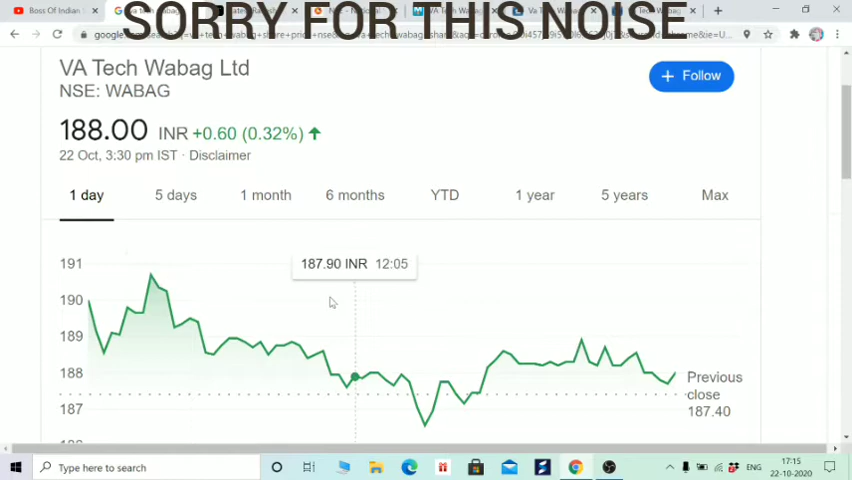 SORRY FOR THIS NOISE
Boss Of Indian
VA Tech Wabag Ltd
NSE: WABAG
+ Follow
188.00 INR +0.60 (0.32%)
22 Oct, 3:30 pm IST · Disclaimer
1 day 5 days 1 month 6 months YTD 1 year 5 years Max
187.90 INR 12:05
191
190
189
188
187
Previous
close
187.40
Type here to search
ENG
17:15
22-10-2020